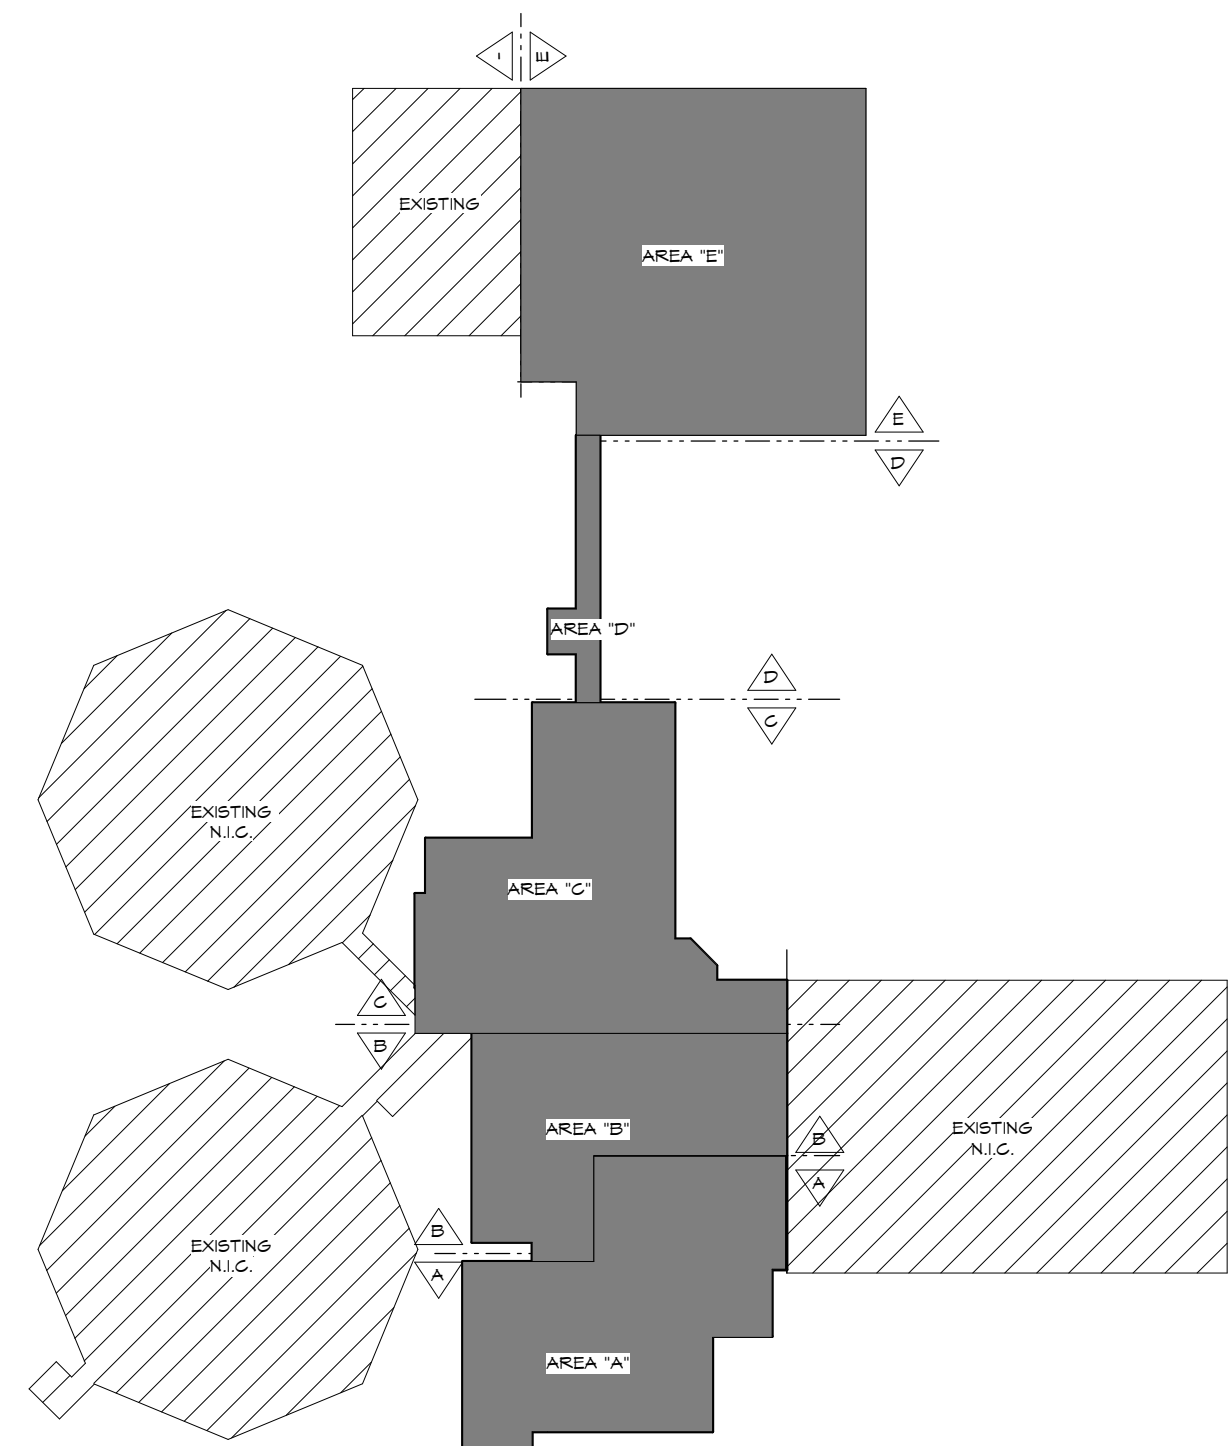 I
E
EXISTING
AREA "E"
E
D
AREA "D"
D
C
EXISTING
N.I.C.
AREA "C"
C
B
AREA "B"
B
A
EXISTING
N.I.C.
B
A
EXISTING
N.I.C.
AREA "A"